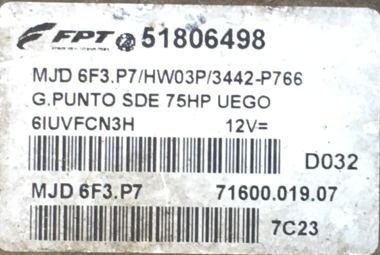 FPT 51806498
MJD 6F3.P7/HW03P/3442-P766
G.PUNTO SDE 75HP UEGO
6IUVFCN3H 12V=
D032
MJD 6F3.P7 71600.019.07
7C23